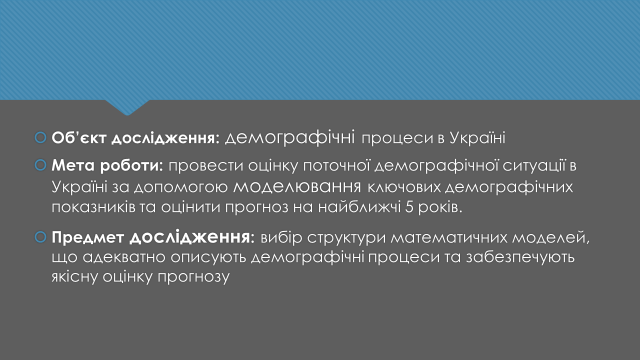 Об'єкт дослідження: демографічні процеси в Україні
Мета роботи: провести оцінку поточної демографічної ситуації в
Україні за допомогою моделювання ключових демографічних
показників та оцінити прогноз на найближчі 5 років.
Предмет дослідження: вибір структури математичних моделей,
що адекватно описують демографічні процеси та забезпечують
якісну оцінку прогнозу